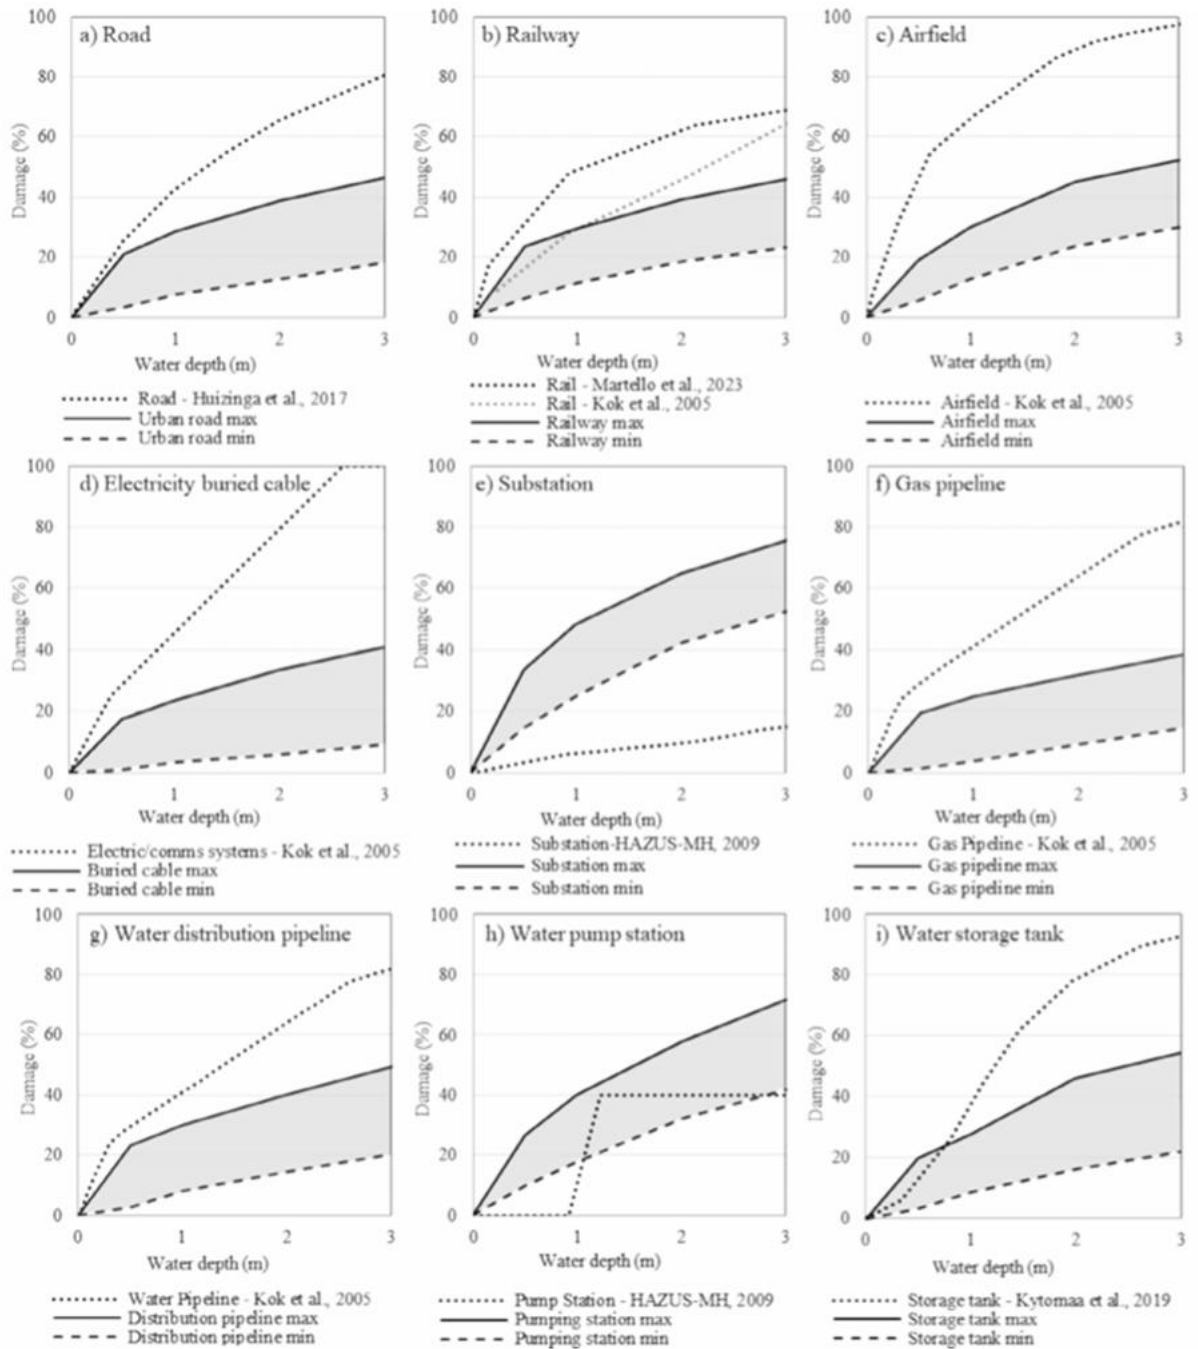 a) Road
100
80
60
40
20
0
Damage (%)
0 1 2 3
Water depth (m)
Road - Huizinga et al., 2017
Urban road max
Urban road min
b) Railway
100
80
60
40
20
0
Damage (%)
0 1 2 3
Water depth (m)
Rail - Martello et al., 2023
Rail - Kok et al., 2005
Railway max
Railway min
c) Airfield
100
80
60
40
20
0
Damage (%)
0 1 2 3
Water depth (m)
Airfield - Kok et al., 2005
Airfield max
Airfield min
d) Electricity buried cable
100
80
60
40
20
0
Damage (%)
0 1 2 3
Water depth (m)
Electric/comms systems - Kok et al., 2005
Buried cable max
Buried cable min
e) Substation
100
80
60
40
20
0
Damage (%)
0 1 2 3
Water depth (m)
Substation-HAZUS-MH, 2009
Substation max
Substation min
f) Gas pipeline
100
80
60
40
20
0
Damage (%)
0 1 2 3
Water depth (m)
Gas Pipeline - Kok et al., 2005
Gas pipeline max
Gas pipeline min
g) Water distribution pipeline
100
80
60
40
20
0
Damage (%)
0 1 2 3
Water depth (m)
Water Pipeline - Kok et al., 2005
Distribution pipeline max
Distribution pipeline min
h) Water pump station
100
80
60
40
20
0
Damage (%)
0 1 2 3
Water depth (m)
Pump Station - HAZUS-MH, 2009
Pumping station max
Pumping station min
i) Water storage tank
100
80
60
40
20
0
Damage (%)
0 1 2 3
Water depth (m)
Storage tank - Kytomaa et al., 2019
Storage tank max
Storage tank min